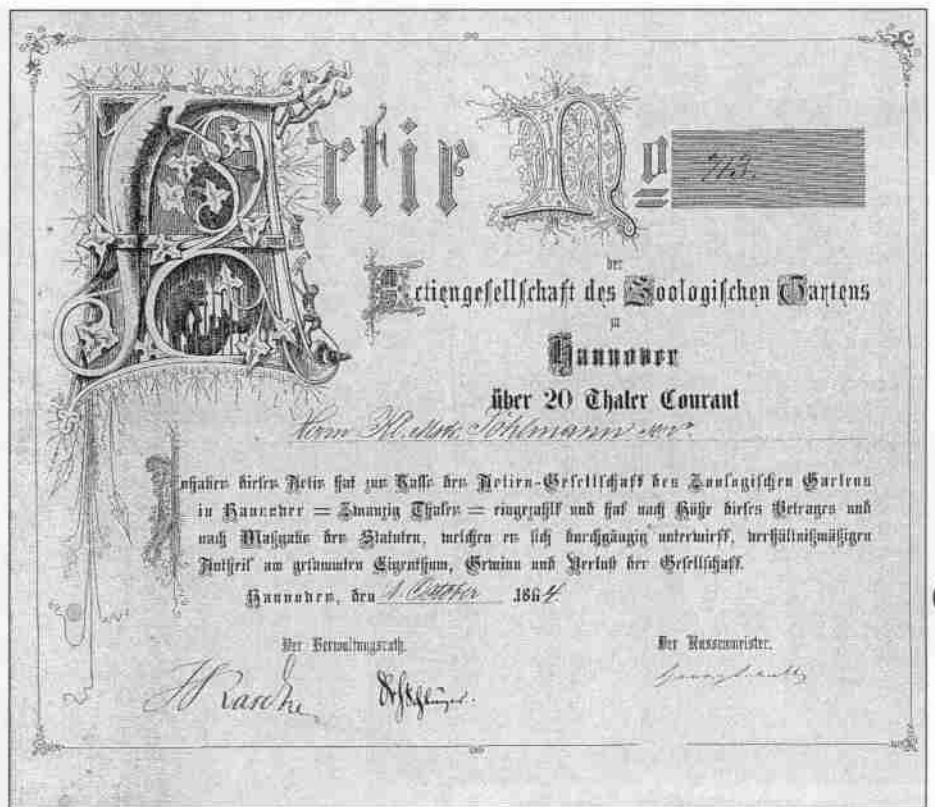 Actie No 713.
der
Actiengesellschaft des Zoologischen Gartens
zu
Hannover
über 20 Thaler Courant
Herrn
Inhaber dieser Actie hat zur Kasse der Actien-Gesellschaft des Zoologischen Gartens
in Hannover = Zwanzig Thaler = eingezahlt und hat nach Höhe dieses Betrages und
nach Maßgabe der Statuten, welchen er sich durchgängig unterwirft, verhältnißmäßigen
Antheil am gesammten Eigenthum, Gewinn und Verlust der Gesellschaft.
Hannover, den 1. October 1864
Der Verwaltungsrath.
Der Kassenmeister.